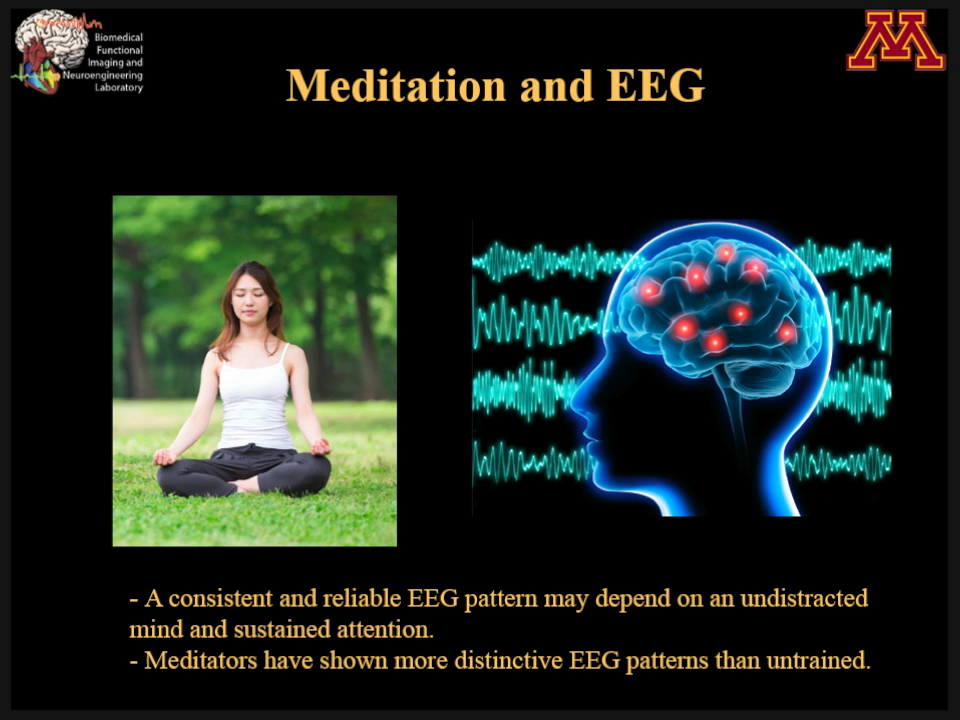 Biomedical
Functional
Imaging and
Neuroengineering
Laboratory
M
Meditation and EEG
- A consistent and reliable EEG pattern may depend on an undistracted
mind and sustained attention.
- Meditators have shown more distinctive EEG patterns than untrained.